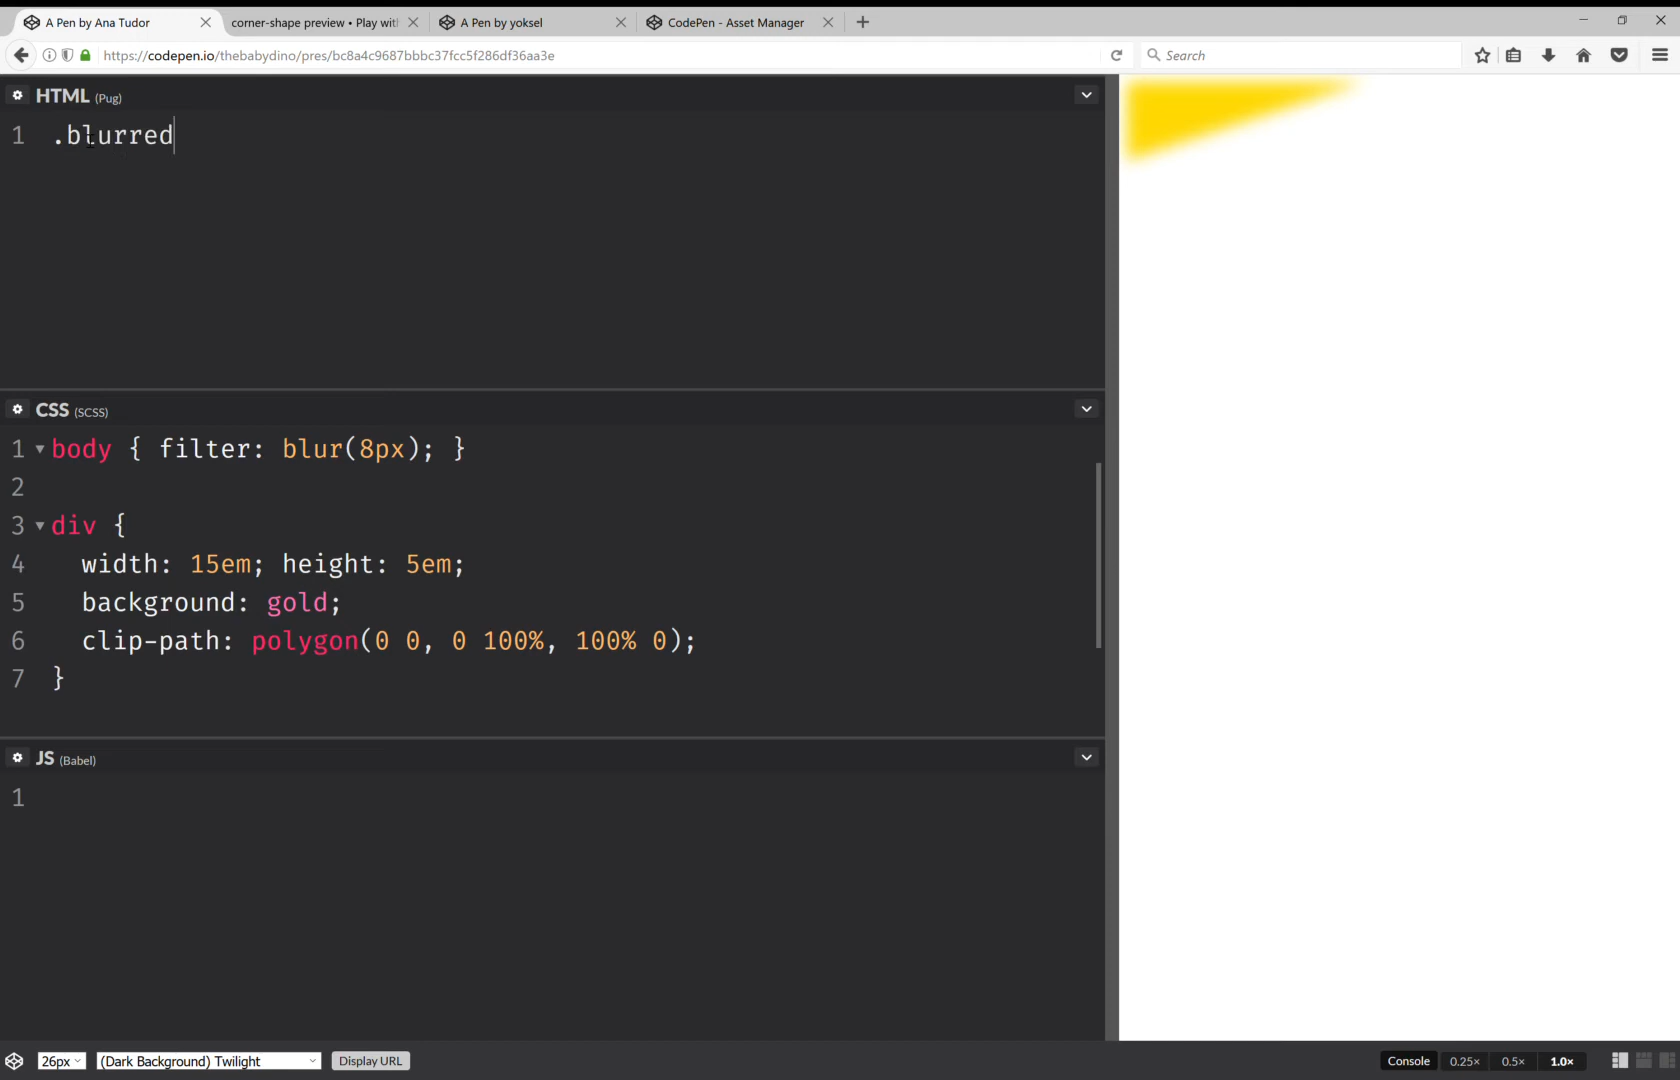 A Pen by Ana Tudor
corner-shape preview • Play with
A Pen by yoksel
CodePen - Asset Manager
https://codepen.io/thebabydino/pres/bc8a4c9687bbbc37fcc5f286df36aa3e
Search
HTML (Pug)
1 .blurred
CSS (SCSS)
1 body { filter: blur(8px); }
2
3 div {
4 width: 15em; height: 5em;
5 background: gold;
6 clip-path: polygon(0 0, 0 100%, 100% 0);
7 }
JS (Babel)
1
26px
(Dark Background) Twilight
Display URL
Console
0.25×
0.5×
1.0×